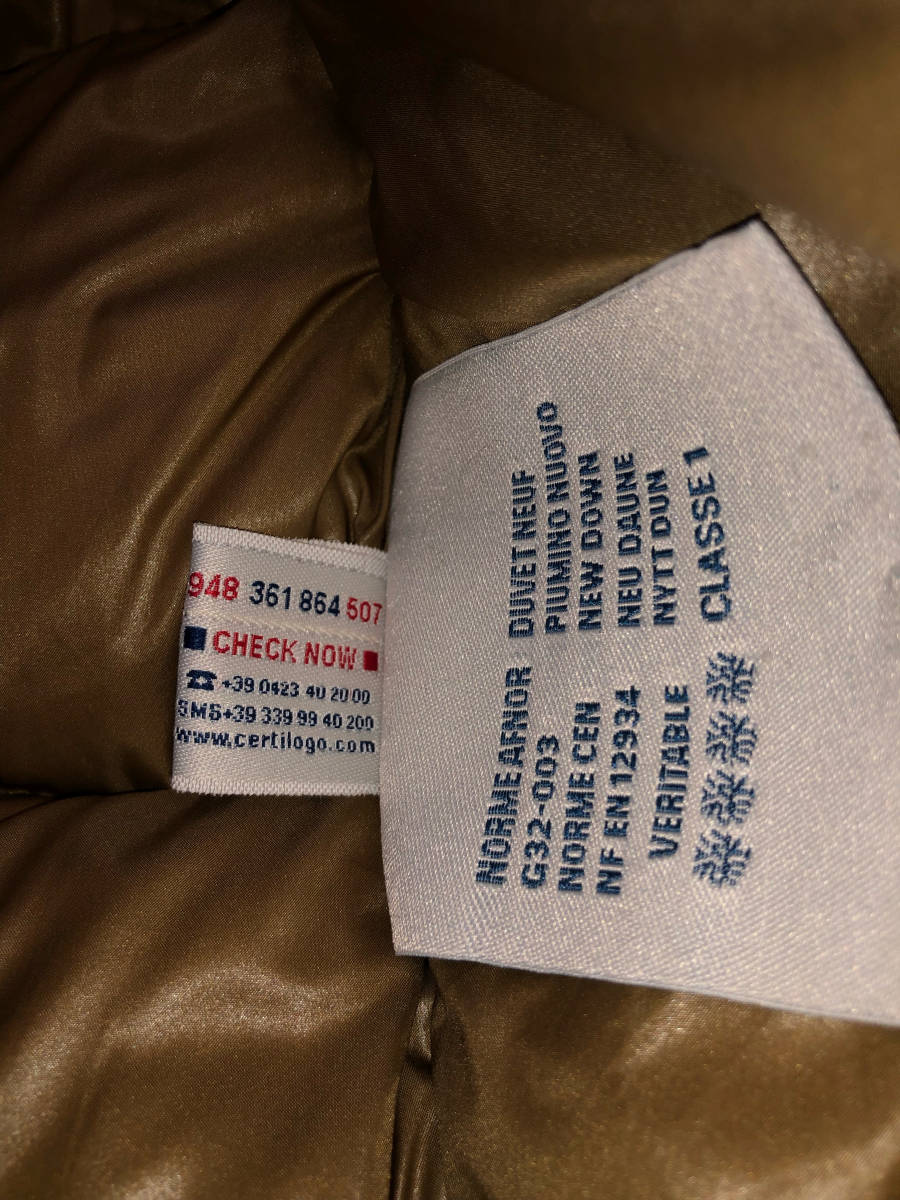 948 361 864 507
CHECK NOW
☎ +39 0423 40 20 00
SMS+39 339 99 40 200
www.certilogo.com
NORME AFNOR DUVET NEUF
G32-003 PIUMINO NUOVO
NORME CEN NEW DOWN
NF EN 12934 NEU DAUNE
NYTT DUN
VERITABLE CLASSE 1